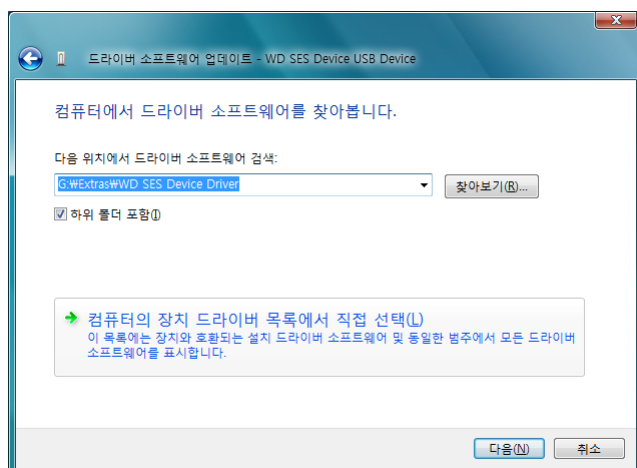 드라이버 소프트웨어 업데이트 - WD SES Device USB Device
컴퓨터에서 드라이버 소프트웨어를 찾아봅니다.
다음 위치에서 드라이버 소프트웨어 검색:
G:₩Extras₩WD SES Device Driver
찾아보기(R)...
하위 폴더 포함(I)
컴퓨터의 장치 드라이버 목록에서 직접 선택(L)
이 목록에는 장치와 호환되는 설치 드라이버 소프트웨어 및 동일한 범주에서 모든 드라이버
소프트웨어를 표시합니다.
다음(N)
취소